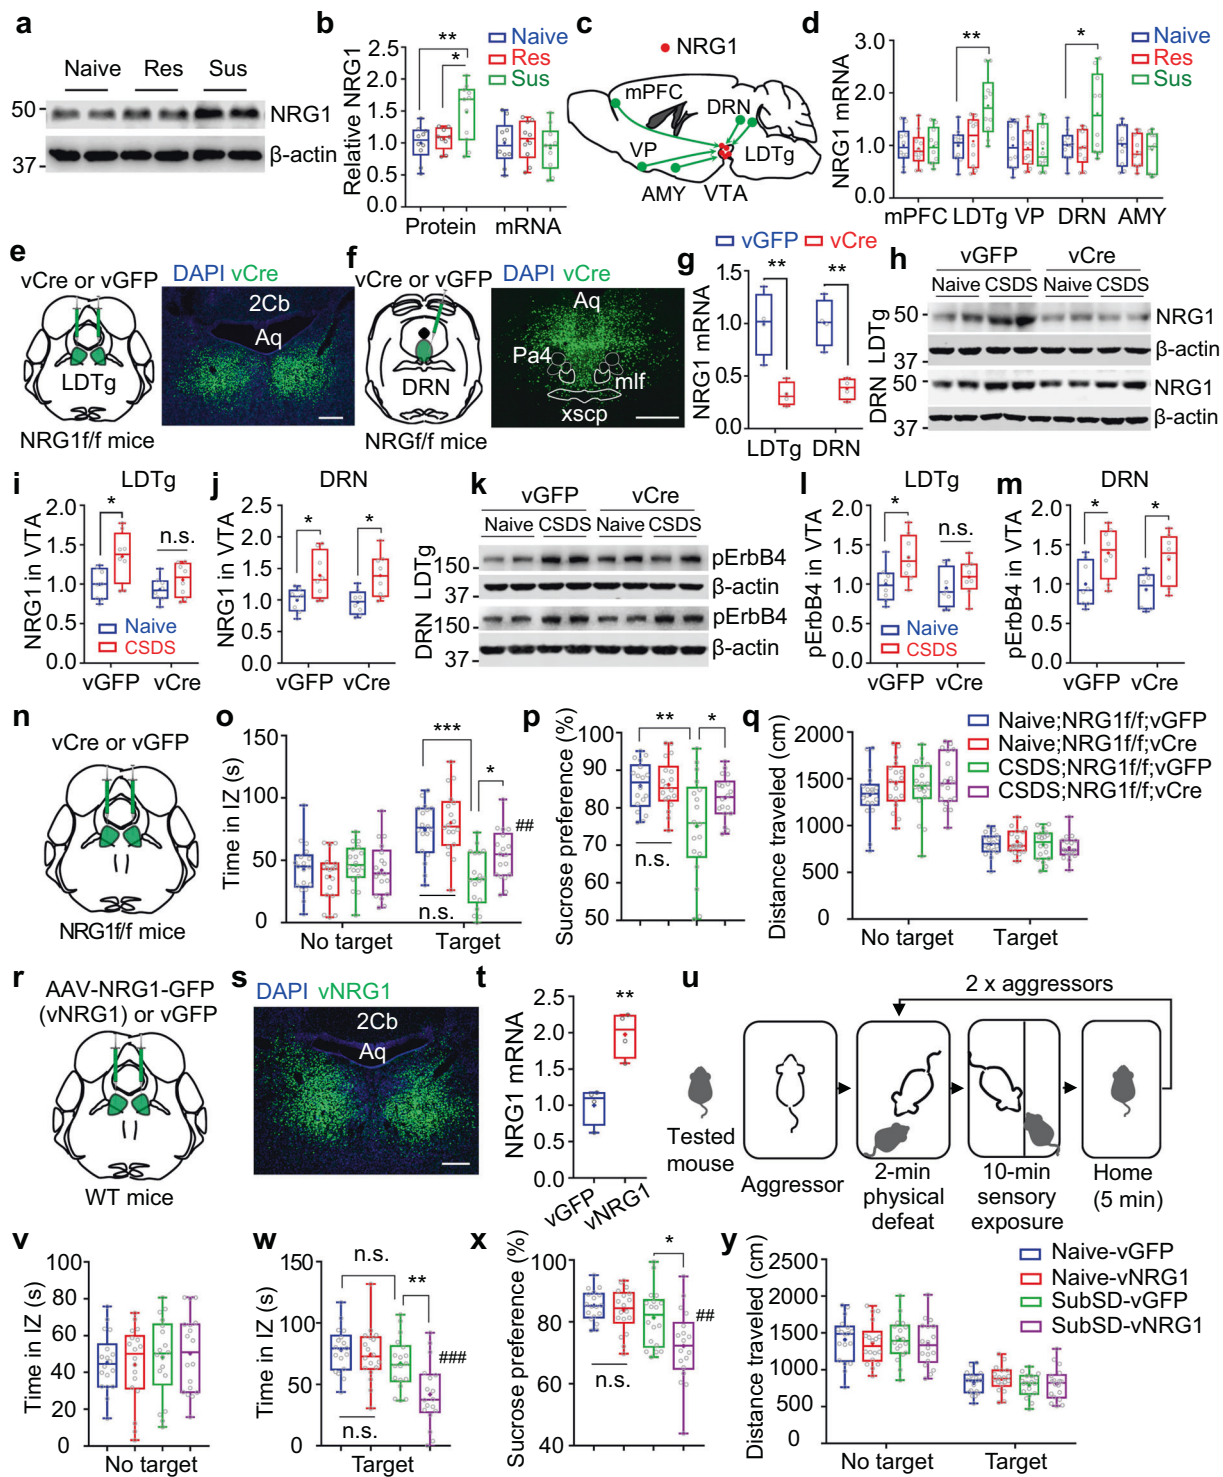 a
Naive Res Sus
50
NRG1
37
β-actin
b
Naive
Res
Sus
** *
Relative NRG1
2.5
2.0
1.5
1.0
0.5
0.0
Protein mRNA
c
NRG1
mPFC
DRN
VP
LDTg
AMY VTA
d
Naive
Res
Sus
** *
NRG1 mRNA
3.0
2.0
1.0
0.0
mPFC LDTg VP DRN AMY
e
vCre or vGFP
LDTg
NRG1f/f mice
DAPI vCre
2Cb
Aq
f
vCre or vGFP
DRN
NRGf/f mice
DAPI vCre
Aq
Pa4
mlf
xscp
g
vGFP vCre
** **
NRG1 mRNA
1.5
1.0
0.5
0.0
LDTg DRN
h
vGFP vCre
Naive CSDS Naive CSDS
LDTg
50
NRG1
37
β-actin
DRN
50
NRG1
37
β-actin
i
LDTg
* n.s.
NRG1 in VTA
2.0
1.5
1.0
0.5
0.0
Naive
CSDS
vGFP vCre
j
DRN
* *
NRG1 in VTA
2.5
2.0
1.5
1.0
0.5
0.0
vGFP vCre
k
vGFP vCre
Naive CSDS Naive CSDS
LDTg
150
pErbB4
37
β-actin
DRN
150
pErbB4
37
β-actin
l
LDTg
* n.s.
pErbB4 in VTA
2.0
1.5
1.0
0.5
0.0
Naive
CSDS
vGFP vCre
m
DRN
* *
pErbB4 in VTA
2.0
1.5
1.0
0.5
0.0
vGFP vCre
n
vCre or vGFP
NRG1f/f mice
o
*** * ##
n.s.
Time in IZ (s)
150
100
50
0
No target Target
p
** *
n.s.
Sucrose preference (%)
100
90
80
70
60
50
q
Naive;NRG1f/f;vGFP
Naive;NRG1f/f;vCre
CSDS;NRG1f/f;vGFP
CSDS;NRG1f/f;vCre
Distance traveled (cm)
2000
1500
1000
500
0
No target Target
r
AAV-NRG1-GFP
(vNRG1) or vGFP
WT mice
s
DAPI vNRG1
2Cb
Aq
t
**
NRG1 mRNA
2.5
2.0
1.5
1.0
0.5
0.0
vGFP vNRG1
u
2 x aggressors
Tested
mouse
Aggressor
2-min
physical
defeat
10-min
sensory
exposure
Home
(5 min)
v
Time in IZ (s)
100
80
60
40
20
0
No target
w
n.s. ** ###
n.s.
Time in IZ (s)
150
100
50
0
Target
x
* ##
n.s.
Sucrose preference (%)
100
80
60
40
y
Naive-vGFP
Naive-vNRG1
SubSD-vGFP
SubSD-vNRG1
Distance traveled (cm)
2500
2000
1500
1000
500
0
No target Target